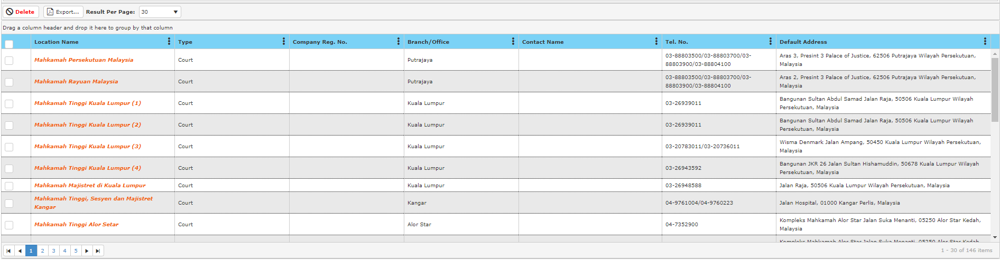 Delete Export... Result Per Page: 30
Drag a column header and drop it here to group by that column
Location Name Type Company Reg. No. Branch/Office Contact Name Tel. No. Default Address
Mahkamah Persekutuan Malaysia Court Putrajaya 03-88803500/03-88803700/03- Aras 3, Presint 3 Palace of Justice, 62506 Putrajaya Wilayah Persekutuan,
88803900/03-88804100 Malaysia
Mahkamah Rayuan Malaysia Court Putrajaya 03-88803500/03-88803700/03- Aras 2, Presint 3 Palace of Justice, 62506 Putrajaya Wilayah Persekutuan,
88803900/03-88804100 Malaysia
Mahkamah Tinggi Kuala Lumpur (1) Court Kuala Lumpur 03-26939011 Bangunan Sultan Abdul Samad Jalan Raja, 50506 Kuala Lumpur Wilayah
Persekutuan, Malaysia
Mahkamah Tinggi Kuala Lumpur (2) Court Kuala Lumpur 03-26939011 Bangunan Sultan Abdul Samad Jalan Raja, 50506 Kuala Lumpur Wilayah
Persekutuan, Malaysia
Mahkamah Tinggi Kuala Lumpur (3) Court Kuala Lumpur 03-20783011/03-20736011 Wisma Denmark Jalan Ampang, 50450 Kuala Lumpur Wilayah Persekutuan,
Malaysia
Mahkamah Tinggi Kuala Lumpur (4) Court Kuala Lumpur 03-26943592 Bangunan JKR 26 Jalan Sultan Hishamuddin, 50678 Kuala Lumpur Wilayah
Persekutuan, Malaysia
Mahkamah Majistret di Kuala Lumpur Court Kuala Lumpur 03-26948588 Jalan Raja, 50506 Kuala Lumpur Wilayah Persekutuan, Malaysia
Mahkamah Tinggi, Sesyen dan Majistret Court Kangar 04-9761004/04-9760223 Jalan Hospital, 01000 Kangar Perlis, Malaysia
Kangar
Mahkamah Tinggi Alor Setar Court Alor Star 04-7352900 Kompleks Mahkamah Alor Star Jalan Suka Menanti, 05250 Alor Star Kedah,
Malaysia
Kompleks Mahkamah Alor Star Jalan Suka Menanti, 05250 Alor Star Kedah,
1 2 3 4 5 1 - 30 of 146 items